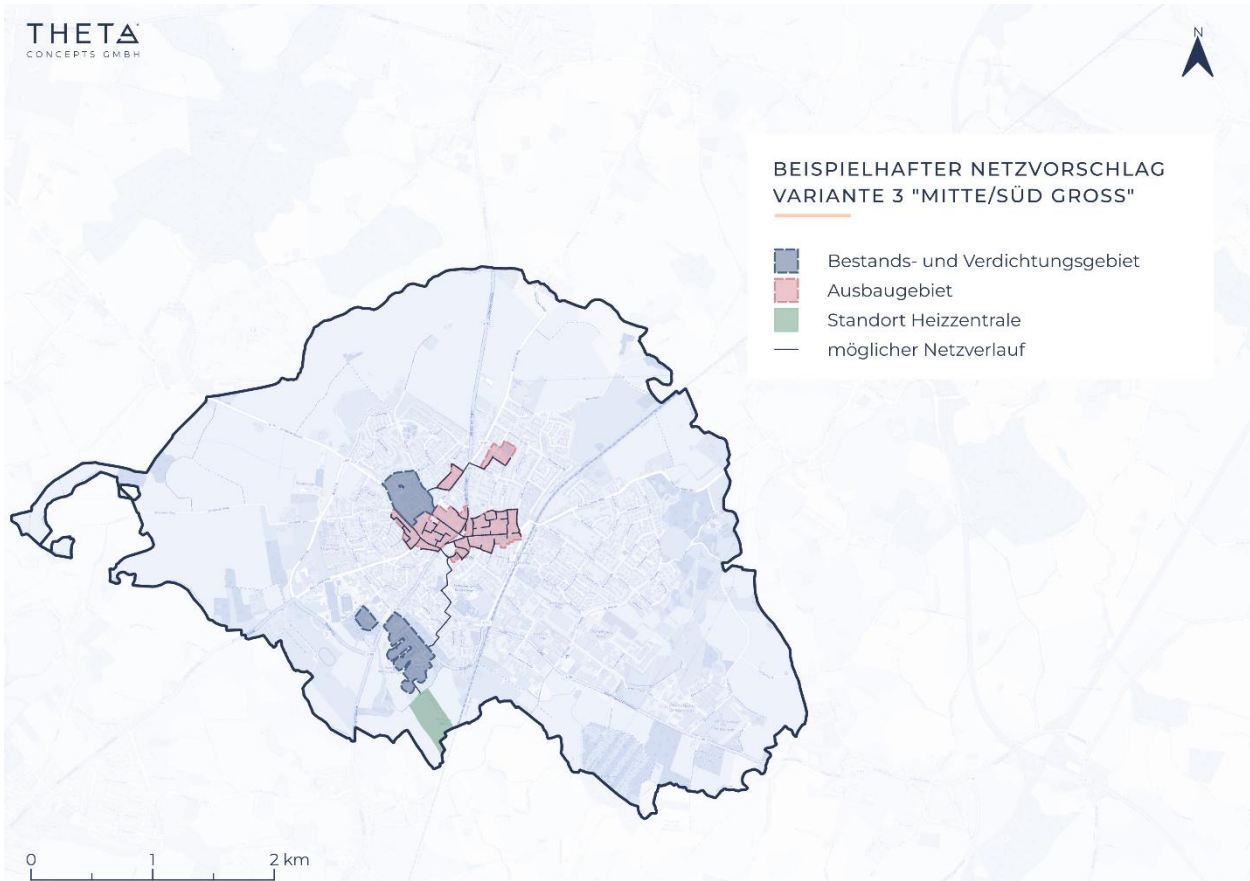 THETA
CONCEPTS GMBH
N
BEISPIELHAFTER NETZVORSCHLAG
VARIANTE 3 "MITTE/SÜD GROSS"
Bestands- und Verdichtungsgebiet
Ausbaugebiet
Standort Heizzentrale
möglicher Netzverlauf
0 1 2 km